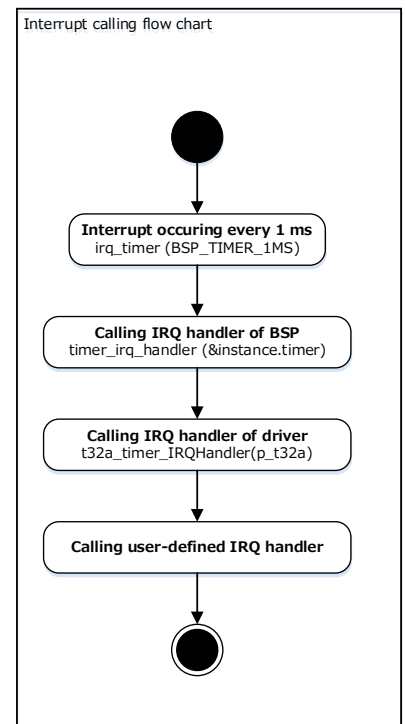 Interrupt calling flow chart
Interrupt occuring every 1 ms
irq_timer (BSP_TIMER_1MS)
Calling IRQ handler of BSP
timer_irq_handler (&instance.timer)
Calling IRQ handler of driver
t32a_timer_IRQHandler(p_t32a)
Calling user-defined IRQ handler